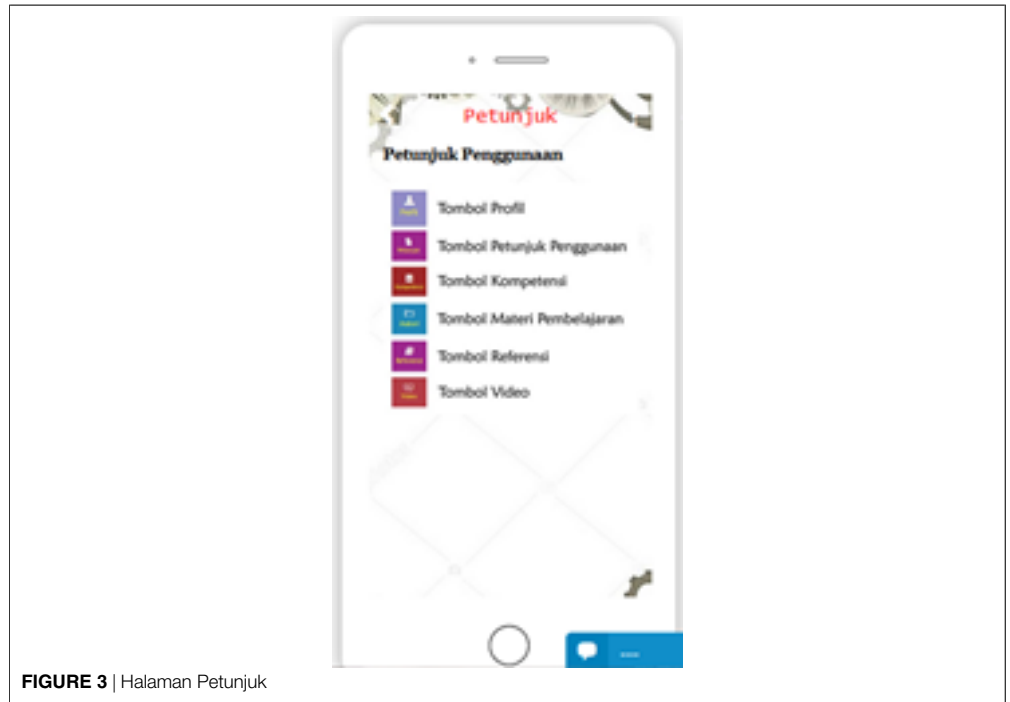 Petunjuk
Petunjuk Penggunaan
Tombol Profil
Tombol Petunjuk Penggunaan
Tombol Kompetensi
Tombol Materi Pembelajaran
Tombol Referensi
Tombol Video
FIGURE 3 | Halaman Petunjuk